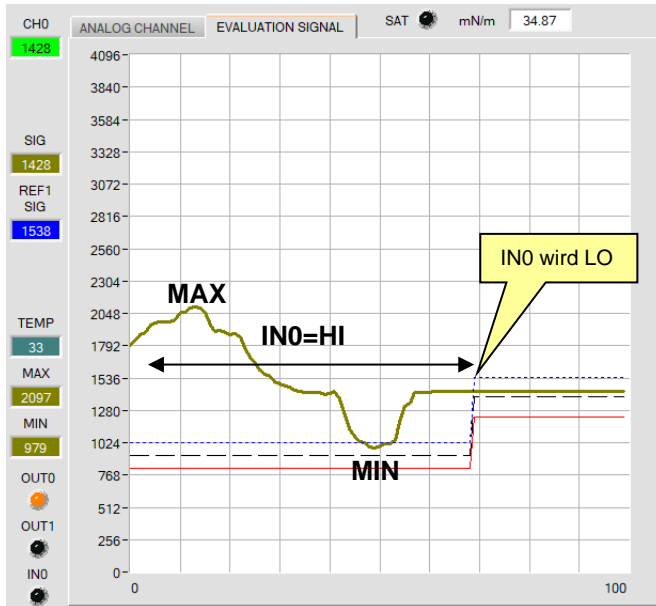 CH0
1428
ANALOG CHANNEL
EVALUATION SIGNAL
SAT
mN/m
34.87
SIG
1428
REF1
SIG
1538
TEMP
33
MAX
2097
MIN
979
OUT0
OUT1
IN0
4096
3840
3584
3328
3072
2816
2560
2304
2048
1792
1536
1280
1024
768
512
256
0
0
100
MAX
IN0=HI
MIN
IN0 wird LO